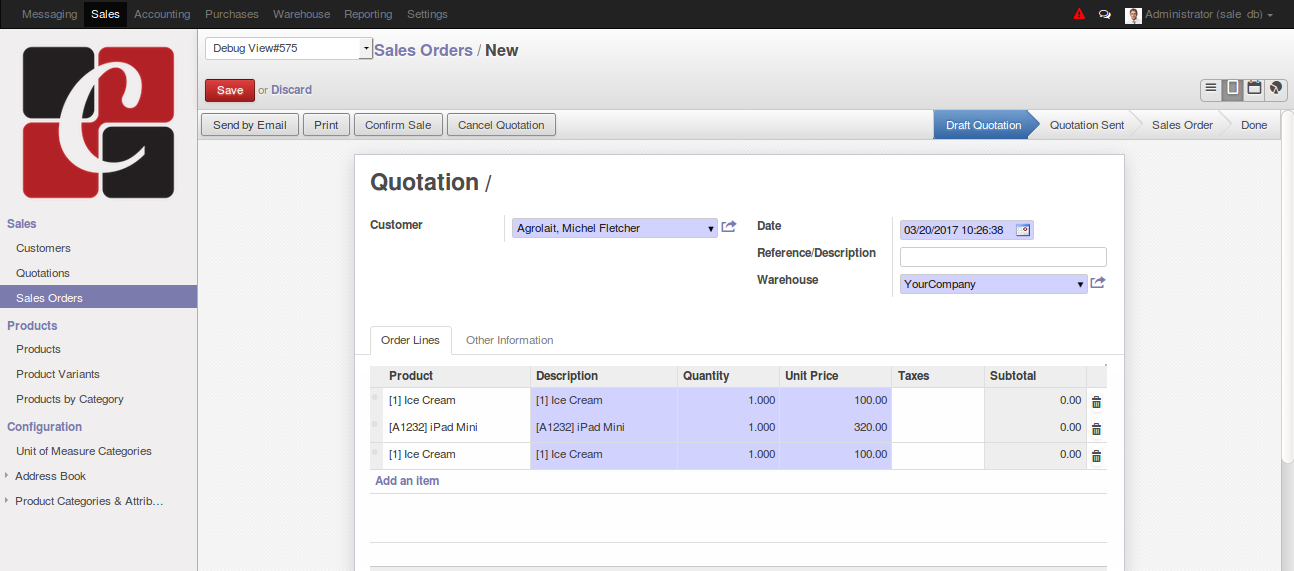 Messaging Sales Accounting Purchases Warehouse Reporting Settings Administrator (sale_db)
C
Debug View#575 Sales Orders / New
Save or Discard
Send by Email Print Confirm Sale Cancel Quotation Draft Quotation Quotation Sent Sales Order Done
Sales
Customers
Quotations
Sales Orders
Products
Products
Product Variants
Products by Category
Configuration
Unit of Measure Categories
Address Book
Product Categories & Attrib...
Quotation /
Customer Agrolait, Michel Fletcher
Date 03/20/2017 10:26:38
Reference/Description
Warehouse YourCompany
Order Lines Other Information
Product Description Quantity Unit Price Taxes Subtotal
[1] Ice Cream [1] Ice Cream 1.000 100.00 0.00
[A1232] iPad Mini [A1232] iPad Mini 1.000 320.00 0.00
[1] Ice Cream [1] Ice Cream 1.000 100.00 0.00
Add an item